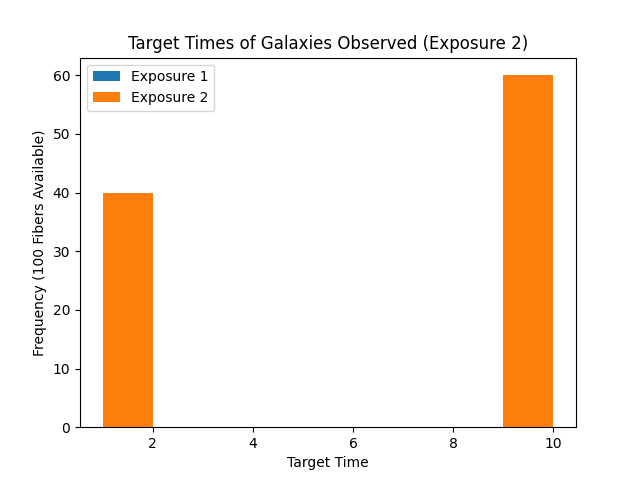 Target Times of Galaxies Observed (Exposure 2)
Exposure 1
Exposure 2
Frequency (100 Fibers Available)
60
50
40
30
20
10
0
2 4 6 8 10
Target Time